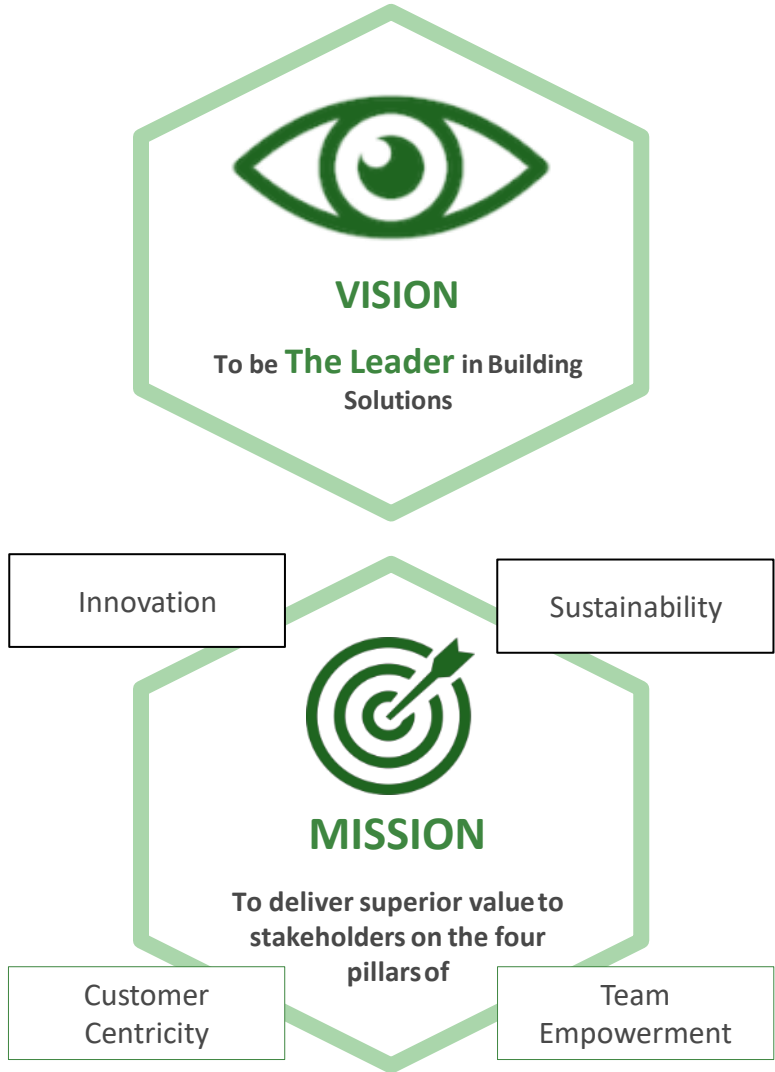 VISION
To be The Leader in Building
Solutions
Innovation
Sustainability
MISSION
To deliver superior value to
stakeholders on the four
pillars of
Customer
Centricity
Team
Empowerment